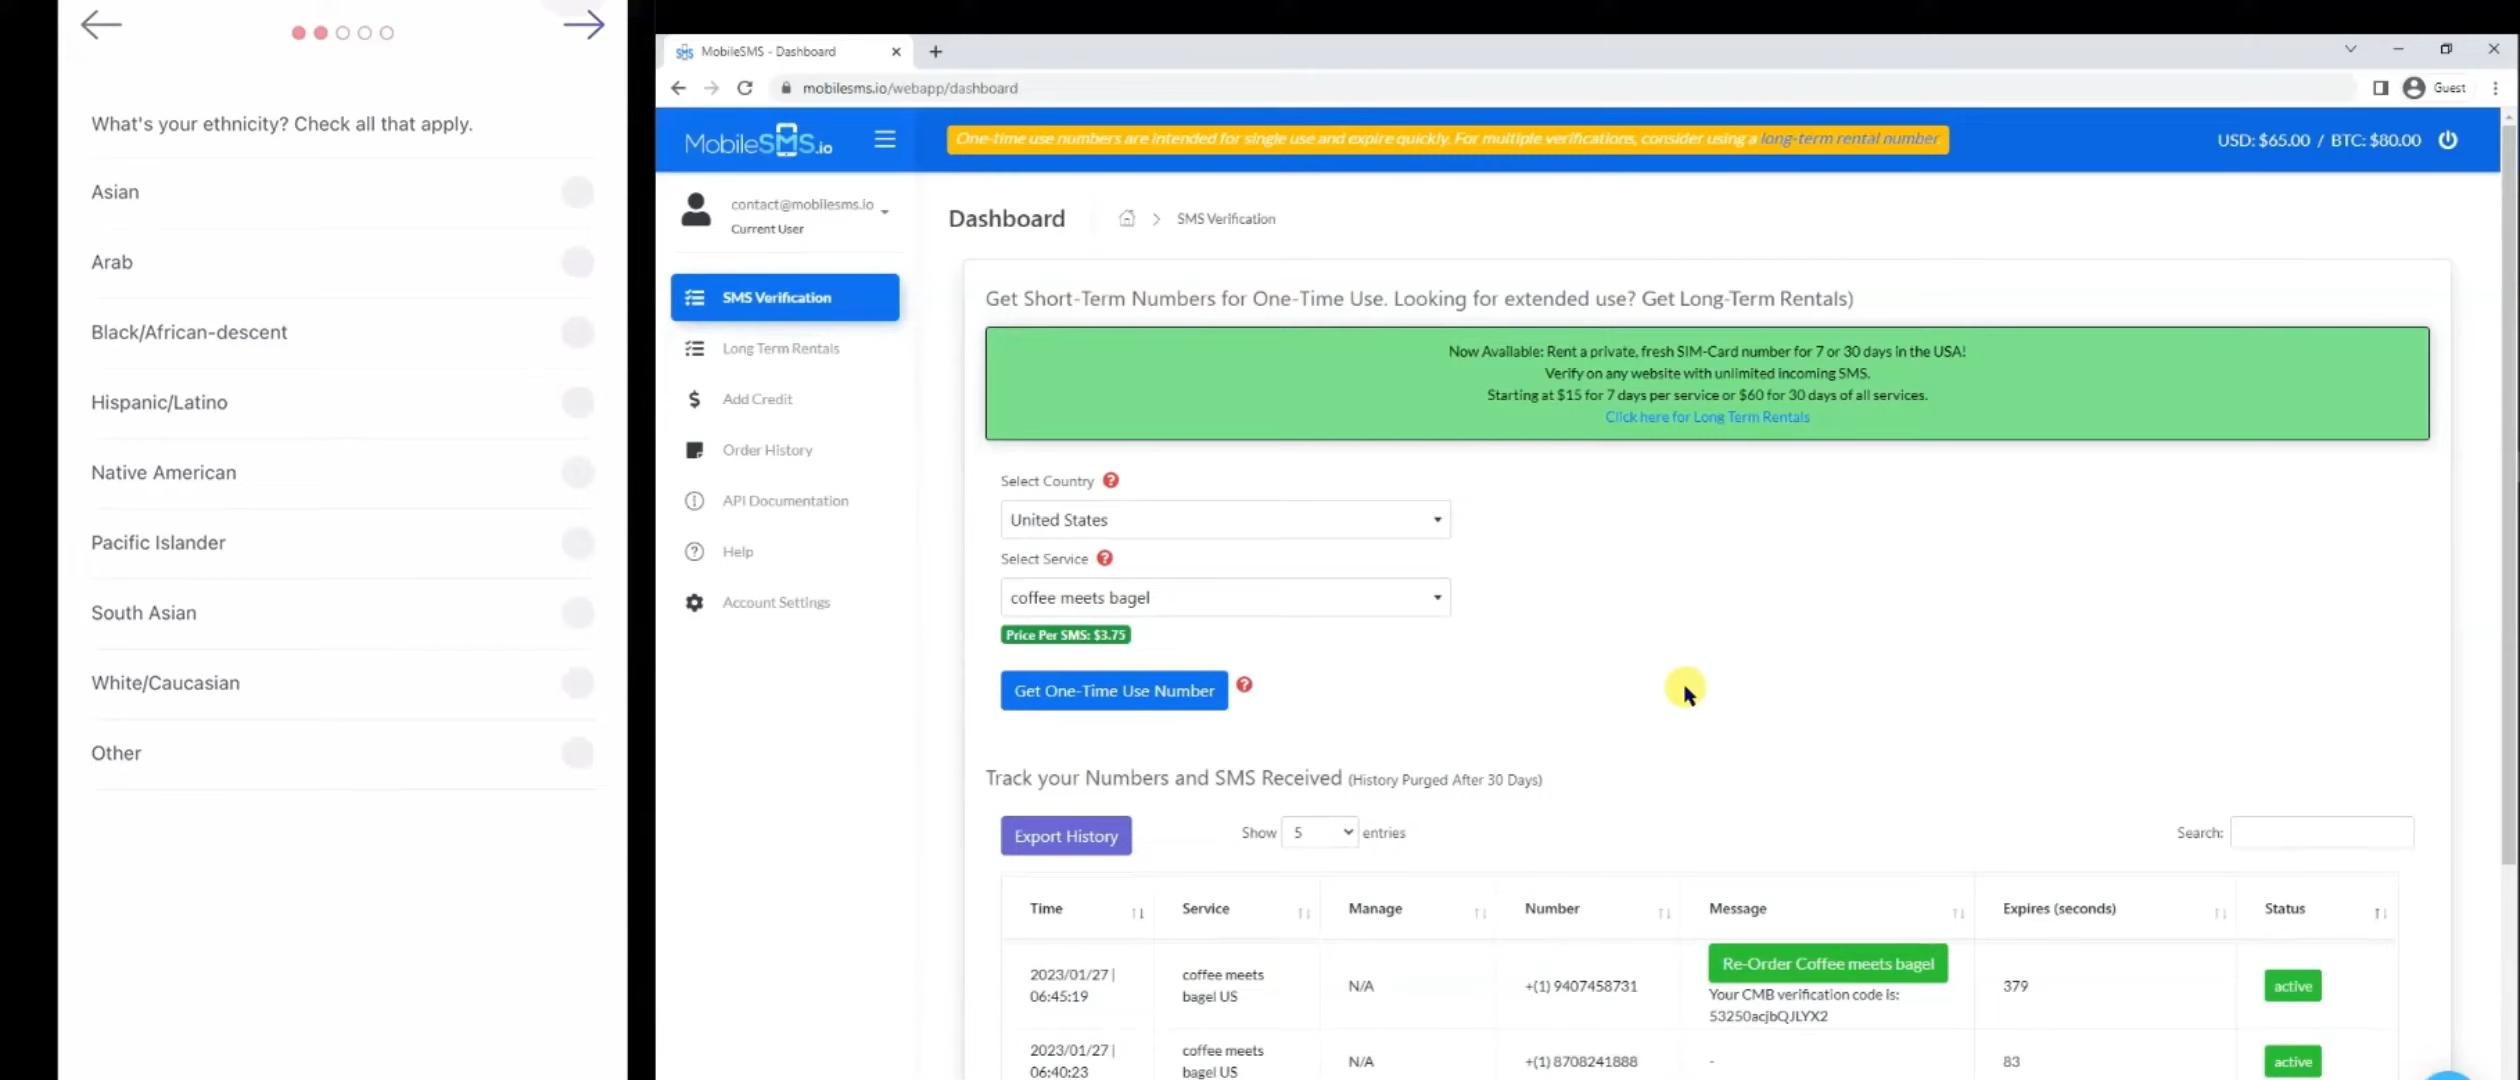 What's your ethnicity? Check all that apply.
Asian
Arab
Black/African-descent
Hispanic/Latino
Native American
Pacific Islander
South Asian
White/Caucasian
Other
SMS MobileSMS - Dashboard
mobilesms.io/webapp/dashboard
Guest
MobileSMS.io
One-time use numbers are intended for single use and expire quickly. For multiple verifications, consider using a long-term rental number
USD: $65.00 / BTC: $80.00
contact@mobilesms.io
Current User
SMS Verification
Long Term Rentals
$ Add Credit
Order History
API Documentation
Help
Account Settings
Dashboard > SMS Verification
Get Short-Term Numbers for One-Time Use. Looking for extended use? Get Long-Term Rentals)
Now Available: Rent a private, fresh SIM-Card number for 7 or 30 days in the USA!
Verify on any website with unlimited incoming SMS.
Starting at $15 for 7 days per service or $60 for 30 days of all services.
Click here for Long Term Rentals
Select Country ?
United States
Select Service ?
coffee meets bagel
Price Per SMS: $3.75
Get One-Time Use Number ?
Track your Numbers and SMS Received (History Purged After 30 Days)
Export History
Show 5 entries
Search:
Time Service Manage Number Message Expires (seconds) Status
2023/01/27 |
06:45:19
coffee meets
bagel US
N/A
+(1) 9407458731
Re-Order Coffee meets bagel
Your CMB verification code is:
53250acjbQJLYX2
379
active
2023/01/27 |
06:40:23
coffee meets
bagel US
N/A
+(1) 8708241888
-
83
active